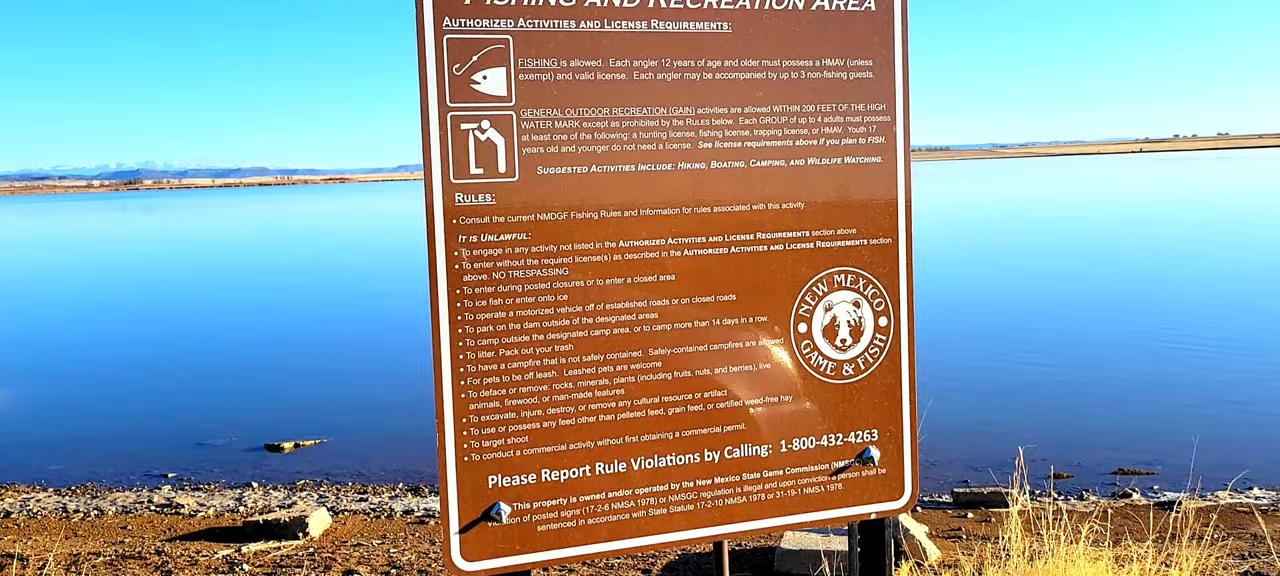 FISHING AND RECREATION AREA
AUTHORIZED ACTIVITIES AND LICENSE REQUIREMENTS:
FISHING is allowed. Each angler 12 years of age and older must possess a HMAV (unless
exempt) and valid license. Each angler may be accompanied by up to 3 non-fishing guests.
GENERAL OUTDOOR RECREATION (GAIN) activities are allowed WITHIN 200 FEET OF THE HIGH
WATER MARK except as prohibited by the RULES below. Each GROUP of up to 4 adults must possess
at least one of the following: a hunting license, fishing license, trapping license, or HMAV. Youth 17
years old and younger do not need a license. See license requirements above if you plan to FISH.
SUGGESTED ACTIVITIES INCLUDE: HIKING, BOATING, CAMPING, AND WILDLIFE WATCHING.
RULES:
• Consult the current NMDGF Fishing Rules and Information for rules associated with this activity.
IT IS UNLAWFUL:
• To engage in any activity not listed in the AUTHORIZED ACTIVITIES AND LICENSE REQUIREMENTS section above
• To enter without the required license(s) as described in the AUTHORIZED ACTIVITIES AND LICENSE REQUIREMENTS section
above. NO TRESPASSING
• To enter during posted closures or to enter a closed area
• To ice fish or enter onto ice
• To operate a motorized vehicle off of established roads or on closed roads
• To park on the dam outside of the designated areas
• To camp outside the designated camp area, or to camp more than 14 days in a row.
• To litter. Pack out your trash
• To have a campfire that is not safely contained. Safely-contained campfires are allowed
• For pets to be off leash. Leashed pets are welcome
• To deface or remove: rocks, minerals, plants (including fruits, nuts, and berries), live
animals, firewood, or man-made features
• To excavate, injure, destroy, or remove any cultural resource or artifact
• To use or possess any feed other than pelleted feed, grain feed, or certified weed-free hay
• To target shoot
• To conduct a commercial activity without first obtaining a commercial permit.
NEW MEXICO
GAME & FISH
Please Report Rule Violations by Calling: 1-800-432-4263
This property is owned and/or operated by the New Mexico State Game Commission (NMSGC)
of posted signs (17-2-6 NMSA 1978) or NMSGC regulation is illegal and upon conviction a person shall be
sentenced in accordance with State Statute 17-2-10 NMSA 1978 or 31-19-1 NMSA 1978.